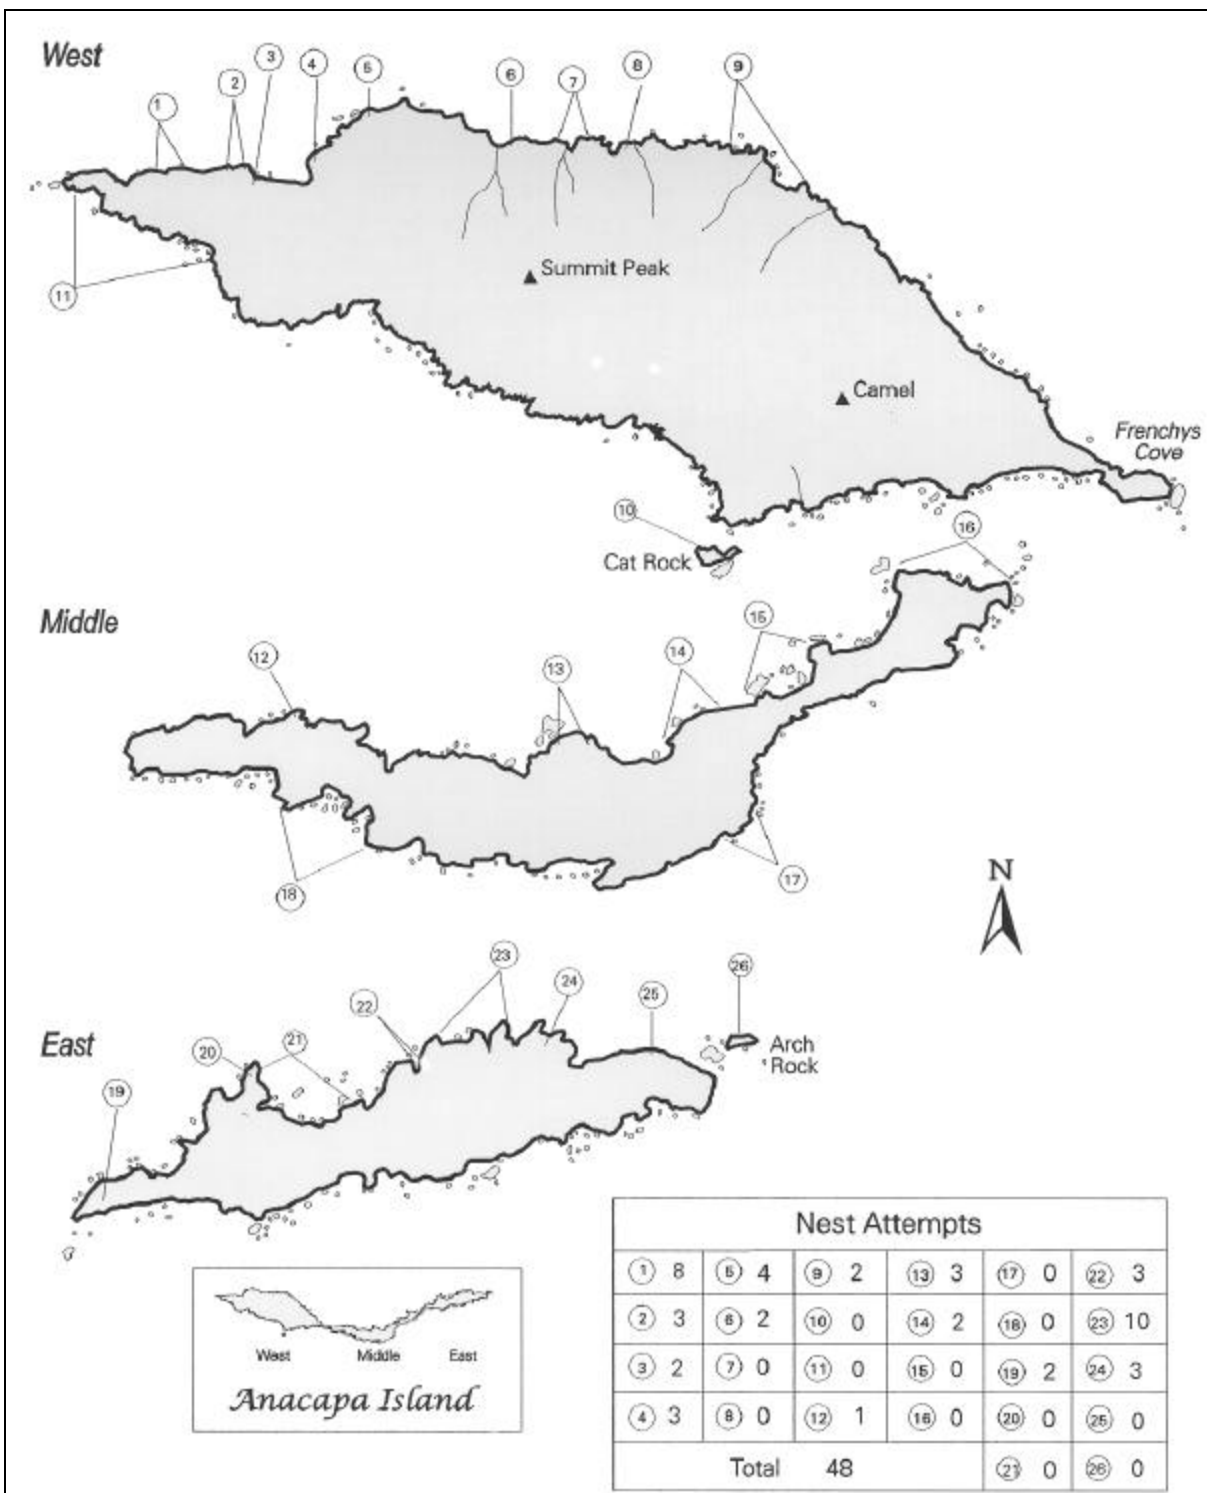 West
1
2
3
4
5
6
7
8
9
Summit Peak
11
Camel
Frenchys
Cove
10
Cat Rock
16
Middle
12
13
14
15
18
17
N
East
19
20
21
22
23
24
25
26
Arch
Rock
West Middle East
Anacapa Island
Nest Attempts
1 8 5 4 9 2 13 3 17 0 22 3
2 3 6 2 10 0 14 2 18 0 23 10
3 2 7 0 11 0 15 0 19 2 24 3
4 3 8 0 12 1 16 0 20 0 25 0
Total 48 21 0 26 0